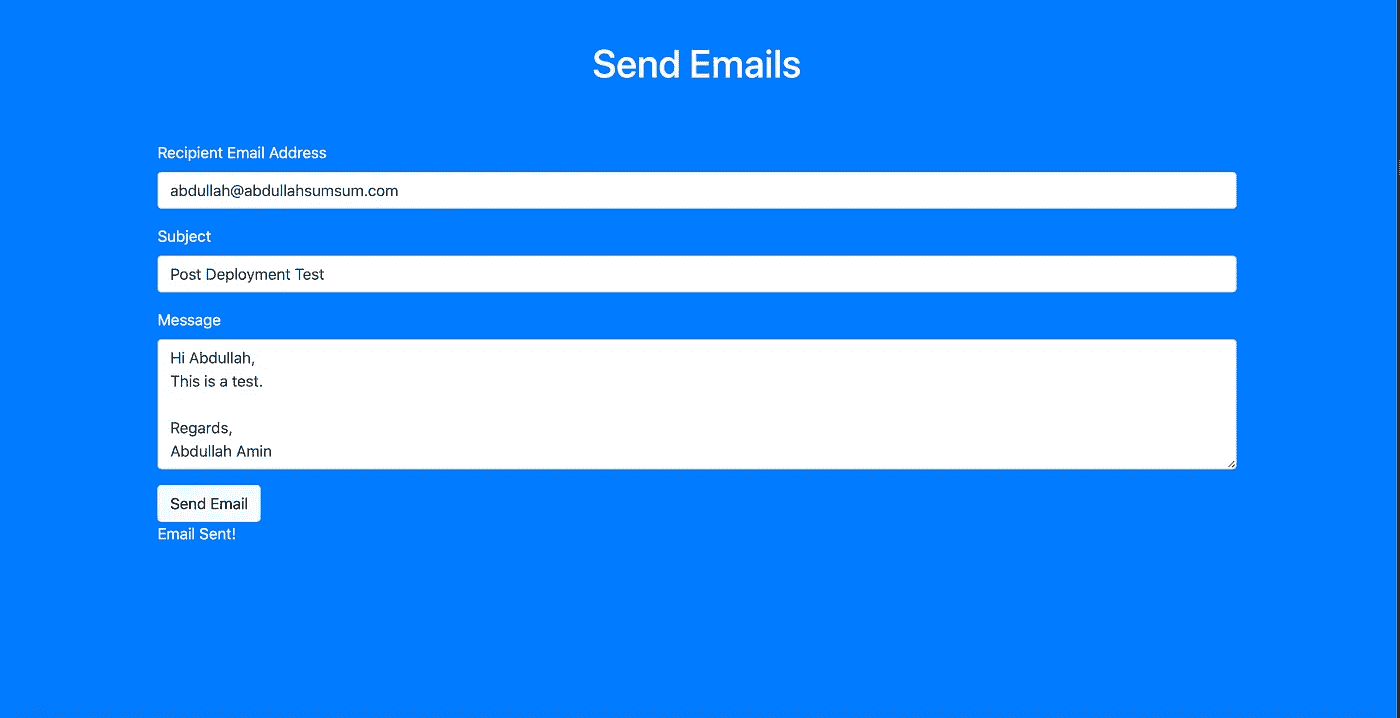 Send Emails
Recipient Email Address
abdullah@abdullahsumsum.com
Subject
Post Deployment Test
Message
Hi Abdullah,
This is a test.
Regards,
Abdullah Amin
Send Email
Email Sent!